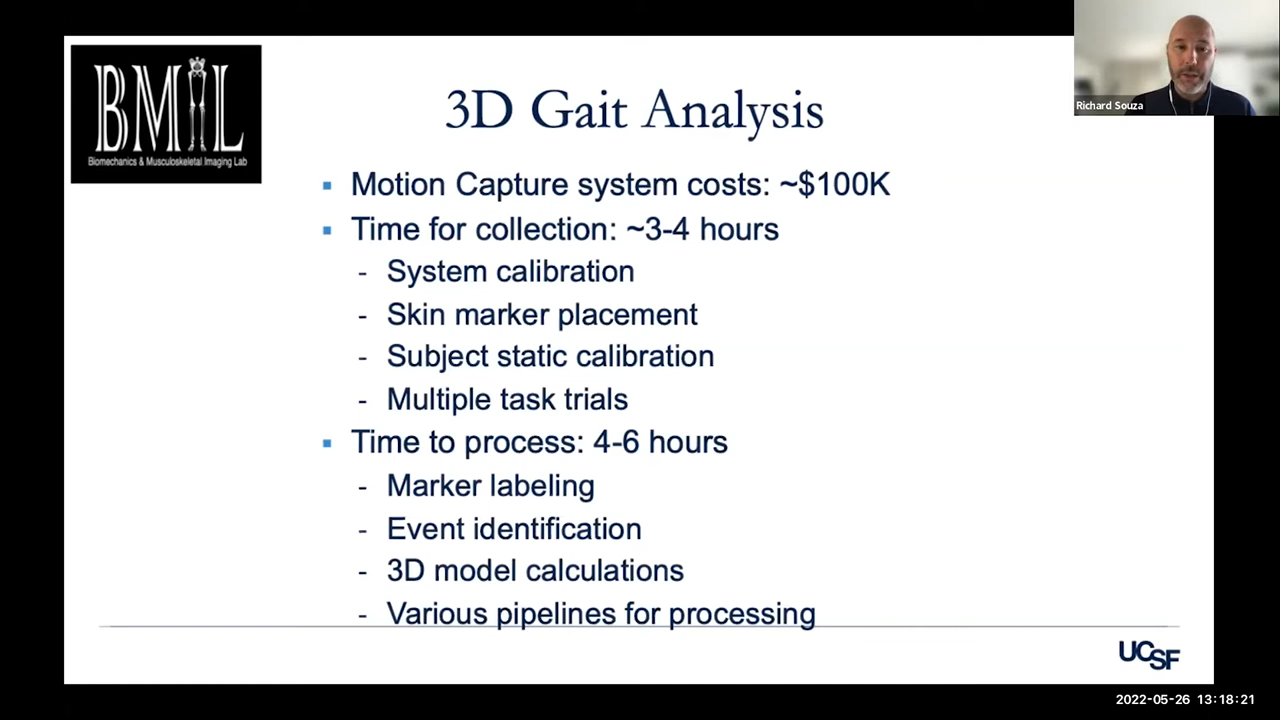 BMIL
Biomechanics & Musculoskeletal Imaging Lab
3D Gait Analysis
Richard Souza
▪ Motion Capture system costs: ~$100K
▪ Time for collection: ~3-4 hours
- System calibration
- Skin marker placement
- Subject static calibration
- Multiple task trials
▪ Time to process: 4-6 hours
- Marker labeling
- Event identification
- 3D model calculations
- Various pipelines for processing
UCSF
2022-05-26 13:18:21